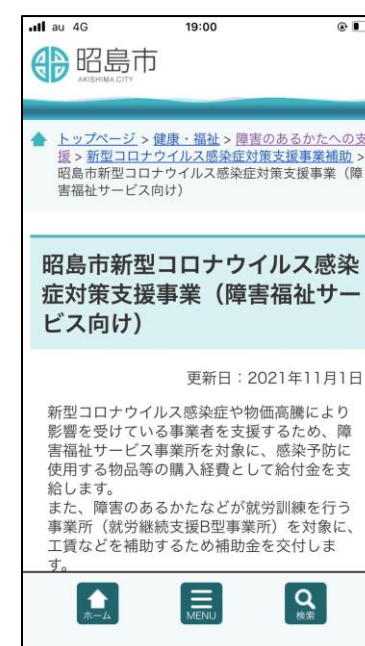 au 4G 19:00
昭島市
AKISHIMA CITY
トップページ > 健康・福祉 > 障害のあるかたへの支
援 > 新型コロナウイルス感染症対策支援事業補助 >
昭島市新型コロナウイルス感染症対策支援事業（障
害福祉サービス向け）
昭島市新型コロナウイルス感染
症対策支援事業（障害福祉サー
ビス向け）
更新日：2021年11月1日
新型コロナウイルス感染症や物価高騰により
影響を受けている事業者を支援するため、障
害福祉サービス事業所を対象に、感染予防に
使用する物品等の購入経費として給付金を支
給します。
また、障害のあるかたなどが就労訓練を行う
事業所（就労継続支援B型事業所）を対象に、
工賃などを補助するため補助金を交付しま
す。
ホーム MENU 検索